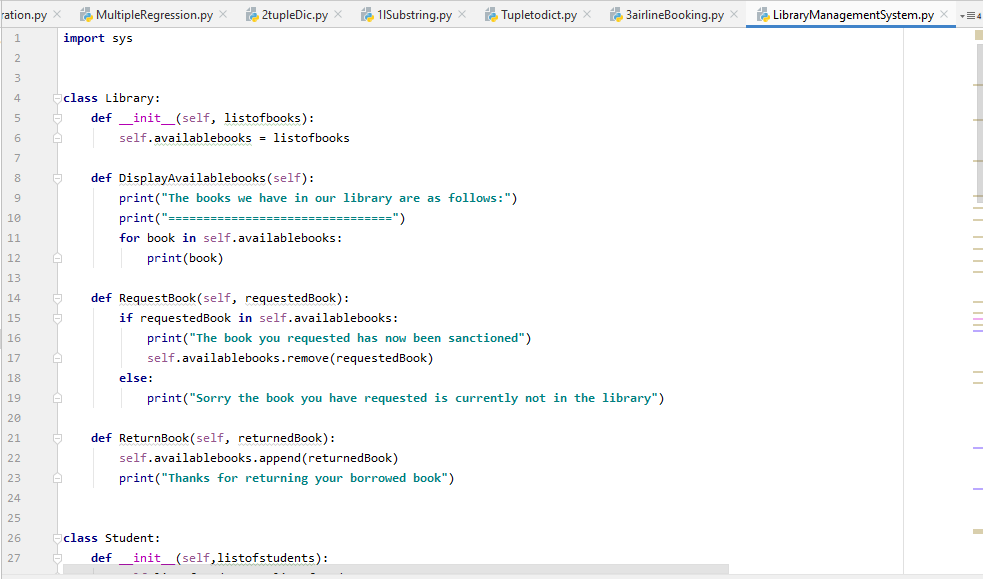 ration.py MultipleRegression.py 2tupleDic.py 1lSubstring.py Tupletodict.py 3airlineBooking.py LibraryManagementSystem.py 4
1 import sys
2
3
4 class Library:
5 def __init__(self, listofbooks):
6 self.availablebooks = listofbooks
7
8 def DisplayAvailablebooks(self):
9 print("The books we have in our library are as follows:")
10 print("================================")
11 for book in self.availablebooks:
12 print(book)
13
14 def RequestBook(self, requestedBook):
15 if requestedBook in self.availablebooks:
16 print("The book you requested has now been sanctioned")
17 self.availablebooks.remove(requestedBook)
18 else:
19 print("Sorry the book you have requested is currently not in the library")
20
21 def ReturnBook(self, returnedBook):
22 self.availablebooks.append(returnedBook)
23 print("Thanks for returning your borrowed book")
24
25
26 class Student:
27 def __init__(self,listofstudents):